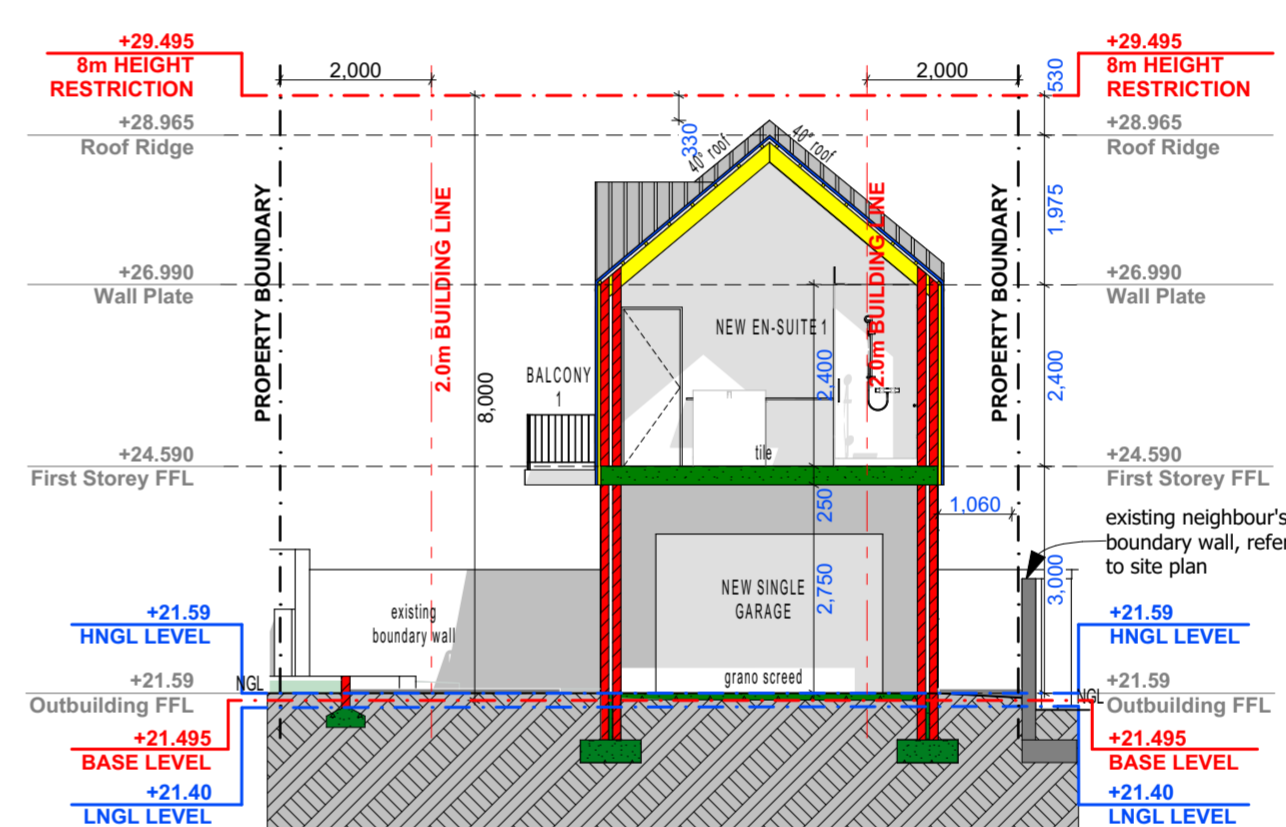 +29.495
8m HEIGHT
RESTRICTION
+28.965
Roof Ridge
+26.990
Wall Plate
+24.590
First Storey FFL
+21.59
HNGL LEVEL
+21.59
Outbuilding FFL
+21.495
BASE LEVEL
+21.40
LNGL LEVEL
2,000
2,000
PROPERTY BOUNDARY
2.0m BUILDING LINE
8,000
330
40° roof
40° roof
BALCONY
1
NEW EN-SUITE 1
2,400
2.0m BUILDING LINE
tile
250
1,060
NEW SINGLE
GARAGE
2,750
grano screed
existing
boundary wall
NGL
NGL
PROPERTY BOUNDARY
530
1,975
2,400
3,000
+29.495
8m HEIGHT
RESTRICTION
+28.965
Roof Ridge
+26.990
Wall Plate
+24.590
First Storey FFL
existing neighbour's
boundary wall, refer
to site plan
+21.59
HNGL LEVEL
+21.59
Outbuilding FFL
+21.495
BASE LEVEL
+21.40
LNGL LEVEL